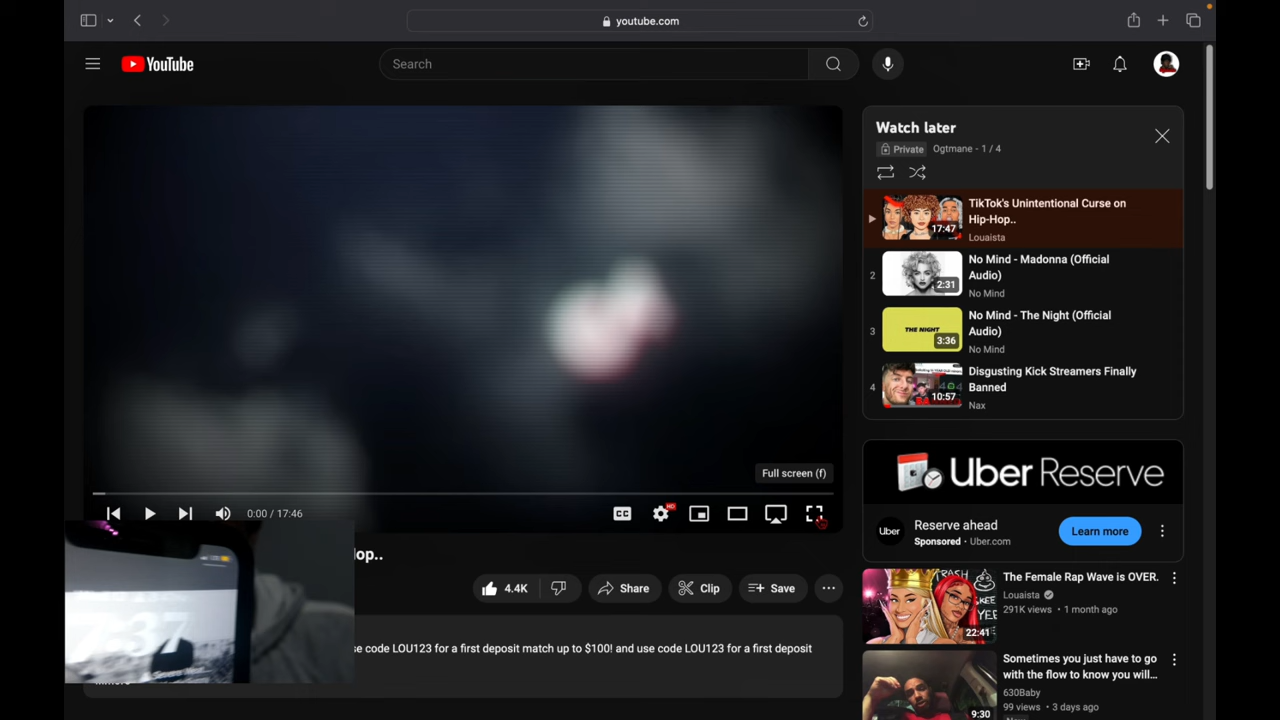 youtube.com
YouTube
Search
Watch later
Private Ogtmane - 1 / 4
TikTok's Unintentional Curse on
Hip-Hop..
17:47
Louaista
2
No Mind - Madonna (Official
Audio)
2:31
No Mind
3
THE NIGHT
No Mind - The Night (Official
Audio)
3:36
No Mind
4
Disgusting Kick Streamers Finally
Banned
10:57
Nax
Full screen (f)
0:00 / 17:46
HD
Uber Reserve
Uber
Reserve ahead
Sponsored • Uber.com
Learn more
op..
4.4K
Share
Clip
Save
7:37
se code LOU123 for a first deposit match up to $100! and use code LOU123 for a first deposit
The Female Rap Wave is OVER.
Louaista
291K views • 1 month ago
22:41
Sometimes you just have to go
with the flow to know you will...
630Baby
99 views • 3 days ago
9:30